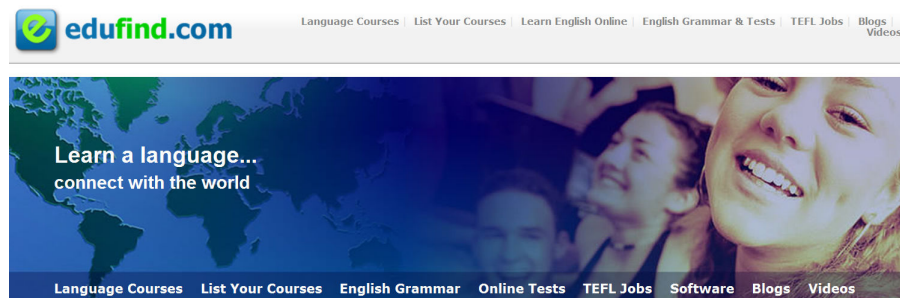 edufind.com
Language Courses | List Your Courses | Learn English Online | English Grammar & Tests | TEFL Jobs | Blogs |
Videos
Learn a language...
connect with the world
Language Courses List Your Courses English Grammar Online Tests TEFL Jobs Software Blogs Videos